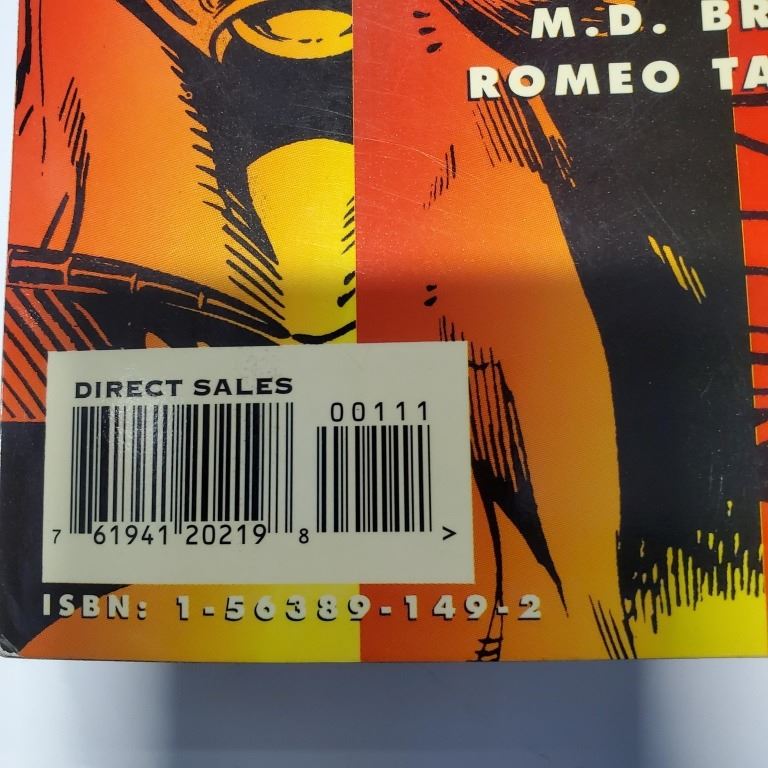 M.D. BR
ROMEO TA
DIRECT SALES
00111
7 61941 20219 8 >
ISBN: 1-56389-149-2